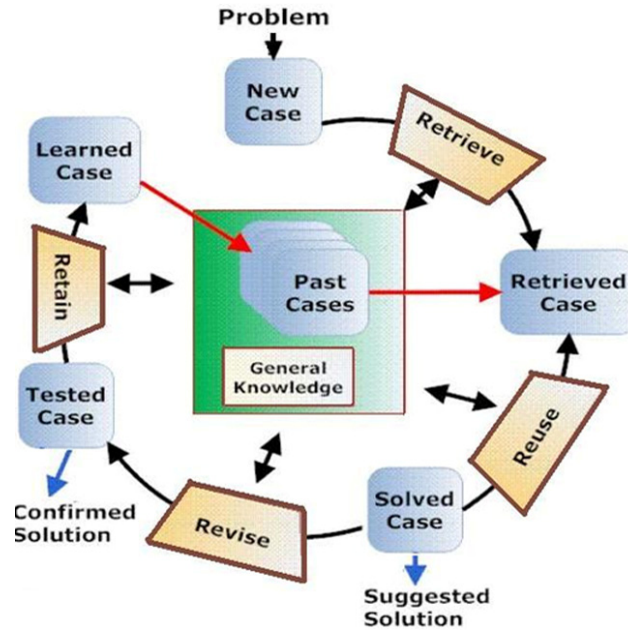 Problem
New
Case
Retrieve
Learned
Case
Retain
Past
Cases
Retrieved
Case
General
Knowledge
Tested
Case
Reuse
Confirmed
Solution
Revise
Solved
Case
Suggested
Solution